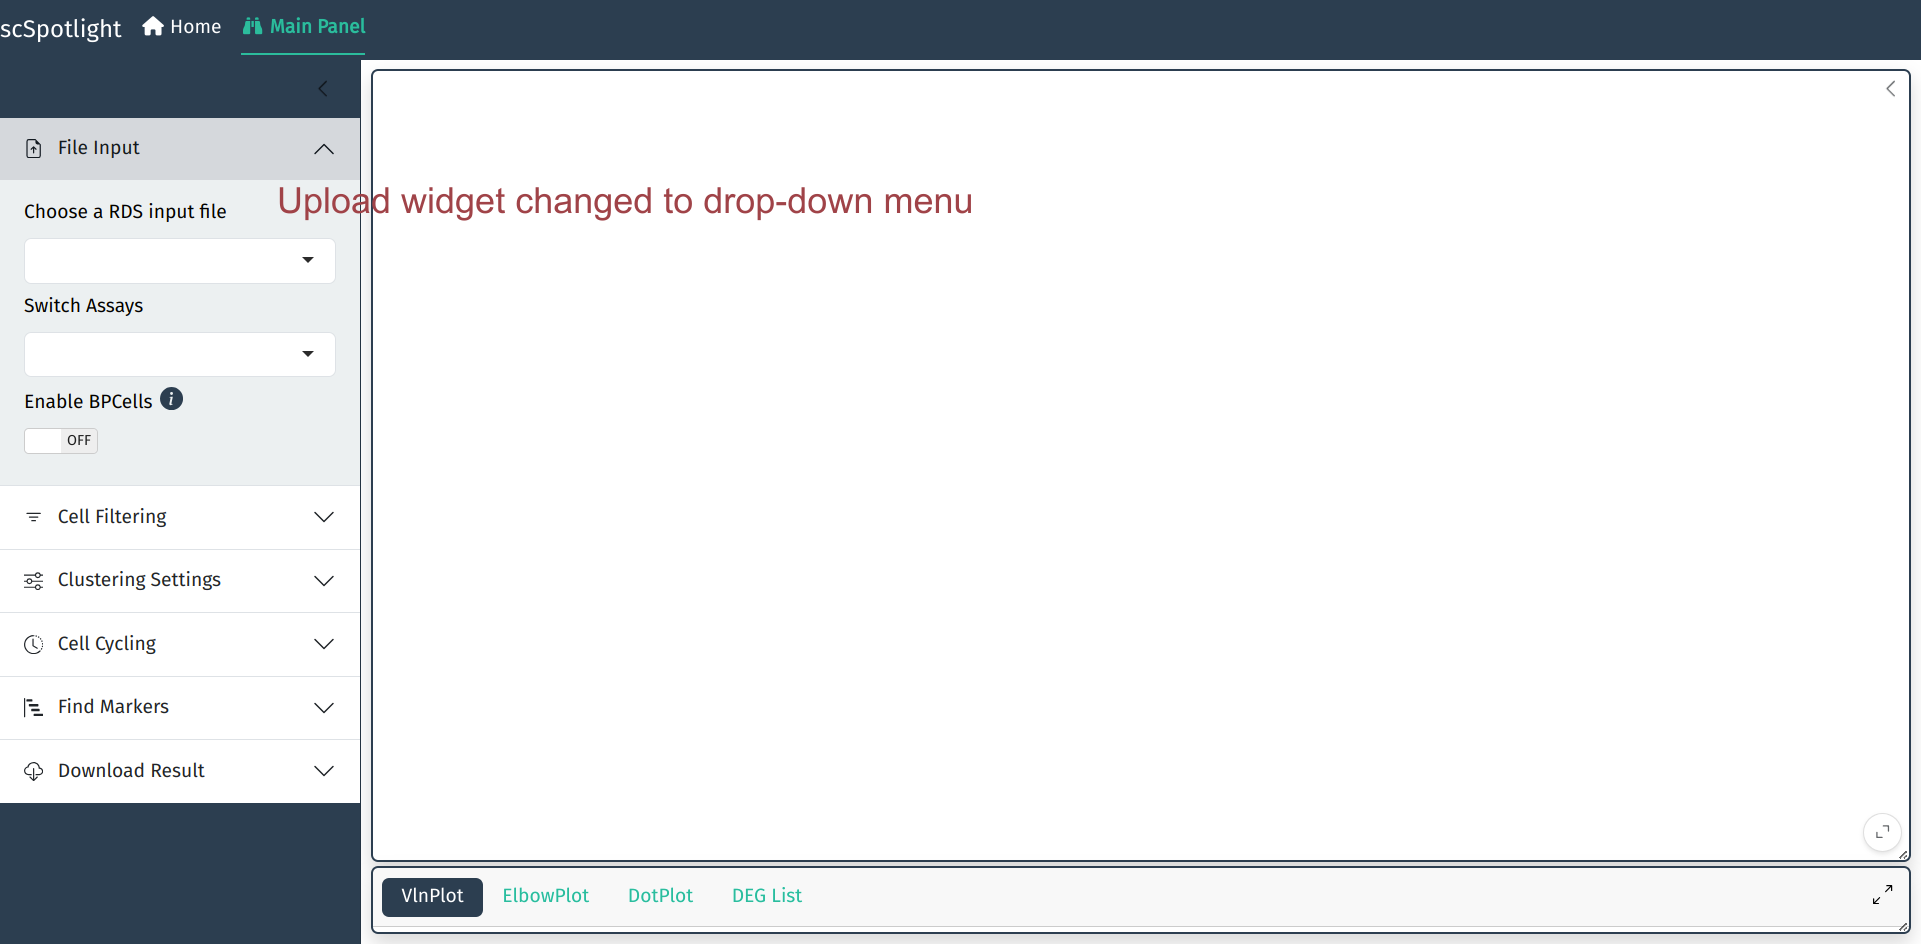 scSpotlight Home Main Panel
File Input
Upload widget changed to drop-down menu
Choose a RDS input file
Switch Assays
Enable BPCells i
OFF
Cell Filtering
Clustering Settings
Cell Cycling
Find Markers
Download Result
VlnPlot ElbowPlot DotPlot DEG List